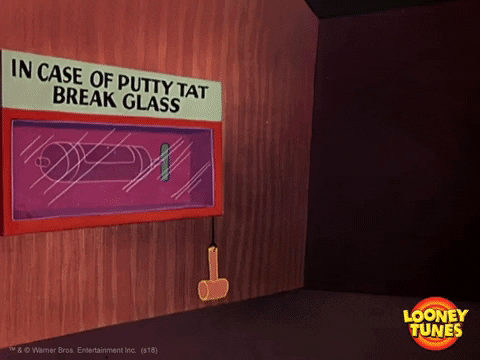 IN CASE OF PUTTY TAT
BREAK GLASS
LOONEY
TUNES
™ & © Warner Bros. Entertainment Inc. (s18)